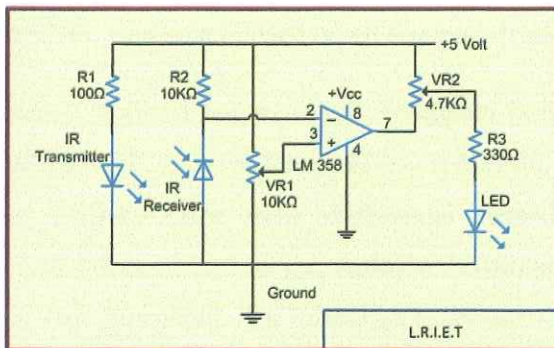 +5 Volt
R1
100Ω
R2
10KΩ
VR2
4.7KΩ
+Vcc
2
8
3
7
4
LM 358
IR
Transmitter
IR
Receiver
VR1
10KΩ
R3
330Ω
LED
Ground
L.R.I.E.T